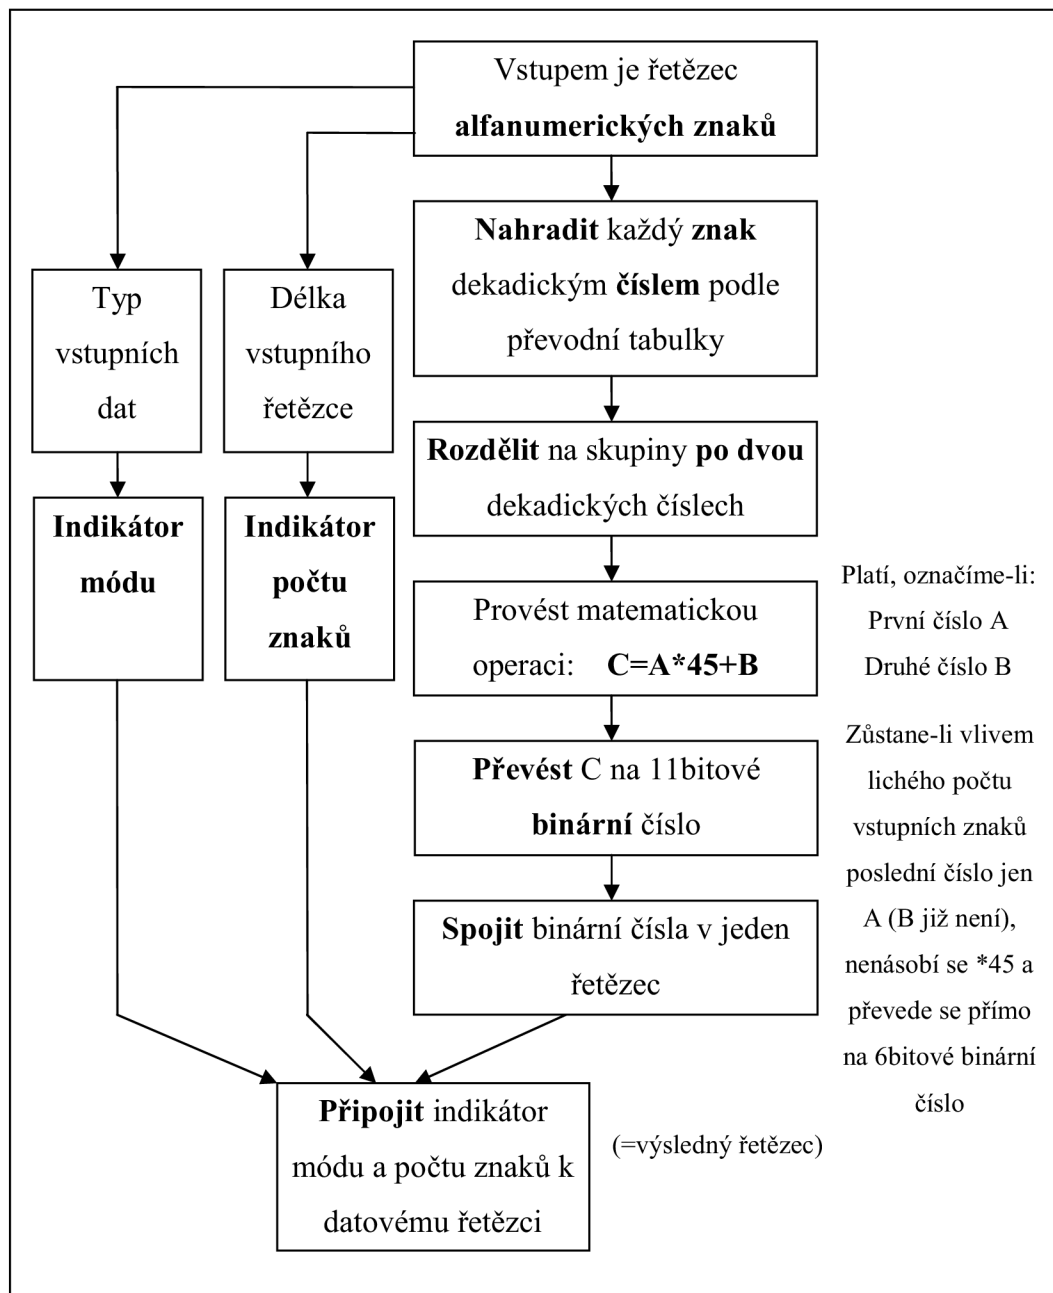 Vstupem je řetězec
alfanumerických znaků
Nahradit každý znak
dekadickým číslem podle
převodní tabulky
Typ
vstupních
dat
Délka
vstupního
řetězce
Rozdělit na skupiny po dvou
dekadických číslech
Indikátor
módu
Indikátor
počtu
znaků
Provést matematickou
operaci: C=A*45+B
Platí, označíme-li:
První číslo A
Druhé číslo B
Převést C na 11bitové
binární číslo
Spojit binární čísla v jeden
řetězec
Zůstane-li vlivem
lichého počtu
vstupních znaků
poslední číslo jen
A (B již není),
nenásobí se *45 a
převede se přímo
na 6bitové binární
číslo
Připojit indikátor
módu a počtu znaků k
datovému řetězci
(=výsledný řetězec)